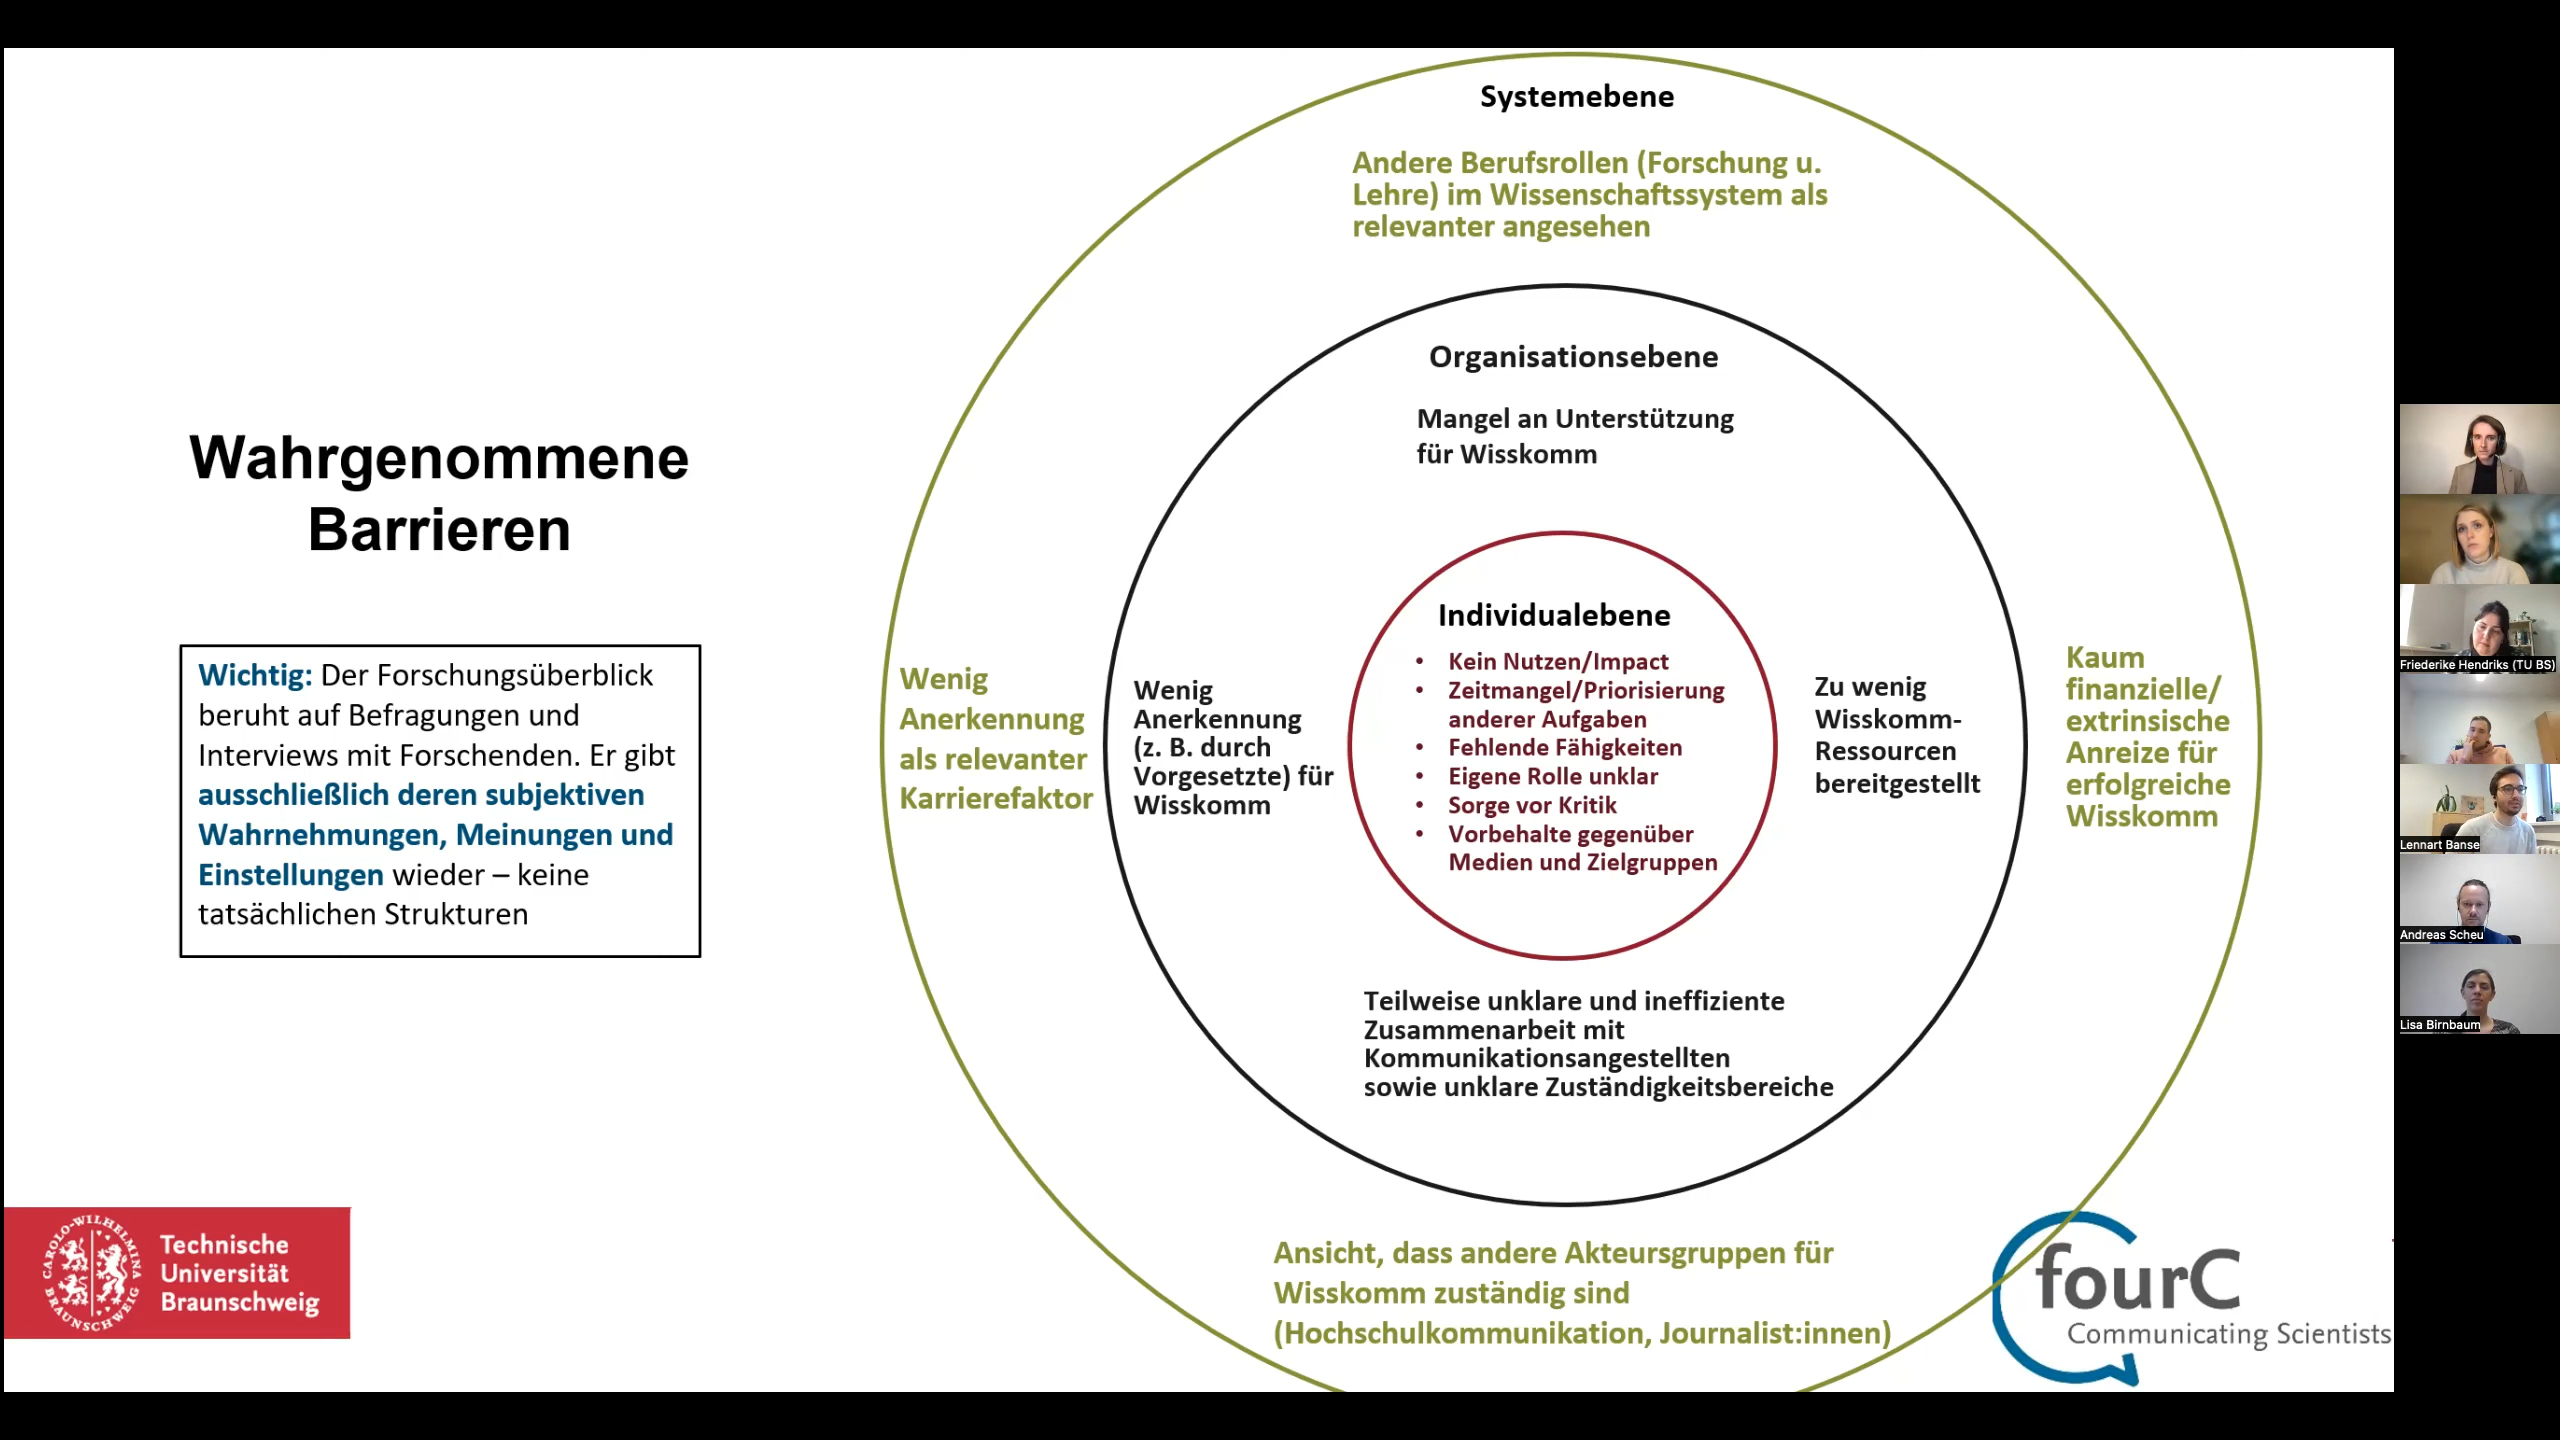 Wahrgenommene
Barrieren
Wichtig: Der Forschungsüberblick
beruht auf Befragungen und
Interviews mit Forschenden. Er gibt
ausschließlich deren subjektiven
Wahrnehmungen, Meinungen und
Einstellungen wieder – keine
tatsächlichen Strukturen
Systemebene
Andere Berufsrollen (Forschung u.
Lehre) im Wissenschaftssystem als
relevanter angesehen
Organisationsebene
Mangel an Unterstützung
für Wisskomm
Wenig
Anerkennung
als relevanter
Karrierefaktor
Wenig
Anerkennung
(z. B. durch
Vorgesetzte) für
Wisskomm
Individualebene
• Kein Nutzen/Impact
• Zeitmangel/Priorisierung
anderer Aufgaben
• Fehlende Fähigkeiten
• Eigene Rolle unklar
• Sorge vor Kritik
• Vorbehalte gegenüber
Medien und Zielgruppen
Zu wenig
Wisskomm-
Ressourcen
bereitgestellt
Kaum
finanzielle/
extrinsische
Anreize für
erfolgreiche
Wisskomm
Teilweise unklare und ineffiziente
Zusammenarbeit mit
Kommunikationsangestellten
sowie unklare Zuständigkeitsbereiche
Ansicht, dass andere Akteursgruppen für
Wisskomm zuständig sind
(Hochschulkommunikation, Journalist:innen)
CAROLO-WILHELMINA
BRAUNSCHWEIG
Technische
Universität
Braunschweig
fourC
Communicating Scientists
Friederike Hendriks (TU BS)
Lennart Banse
Andreas Scheu
Lisa Birnbaum